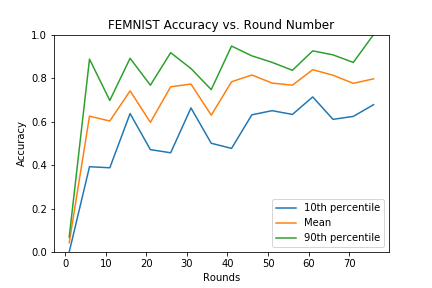 FEMNIST Accuracy vs. Round Number
1.0
0.8
0.6
0.4
0.2
0.0
Accuracy
10th percentile
Mean
90th percentile
0 10 20 30 40 50 60 70
Rounds